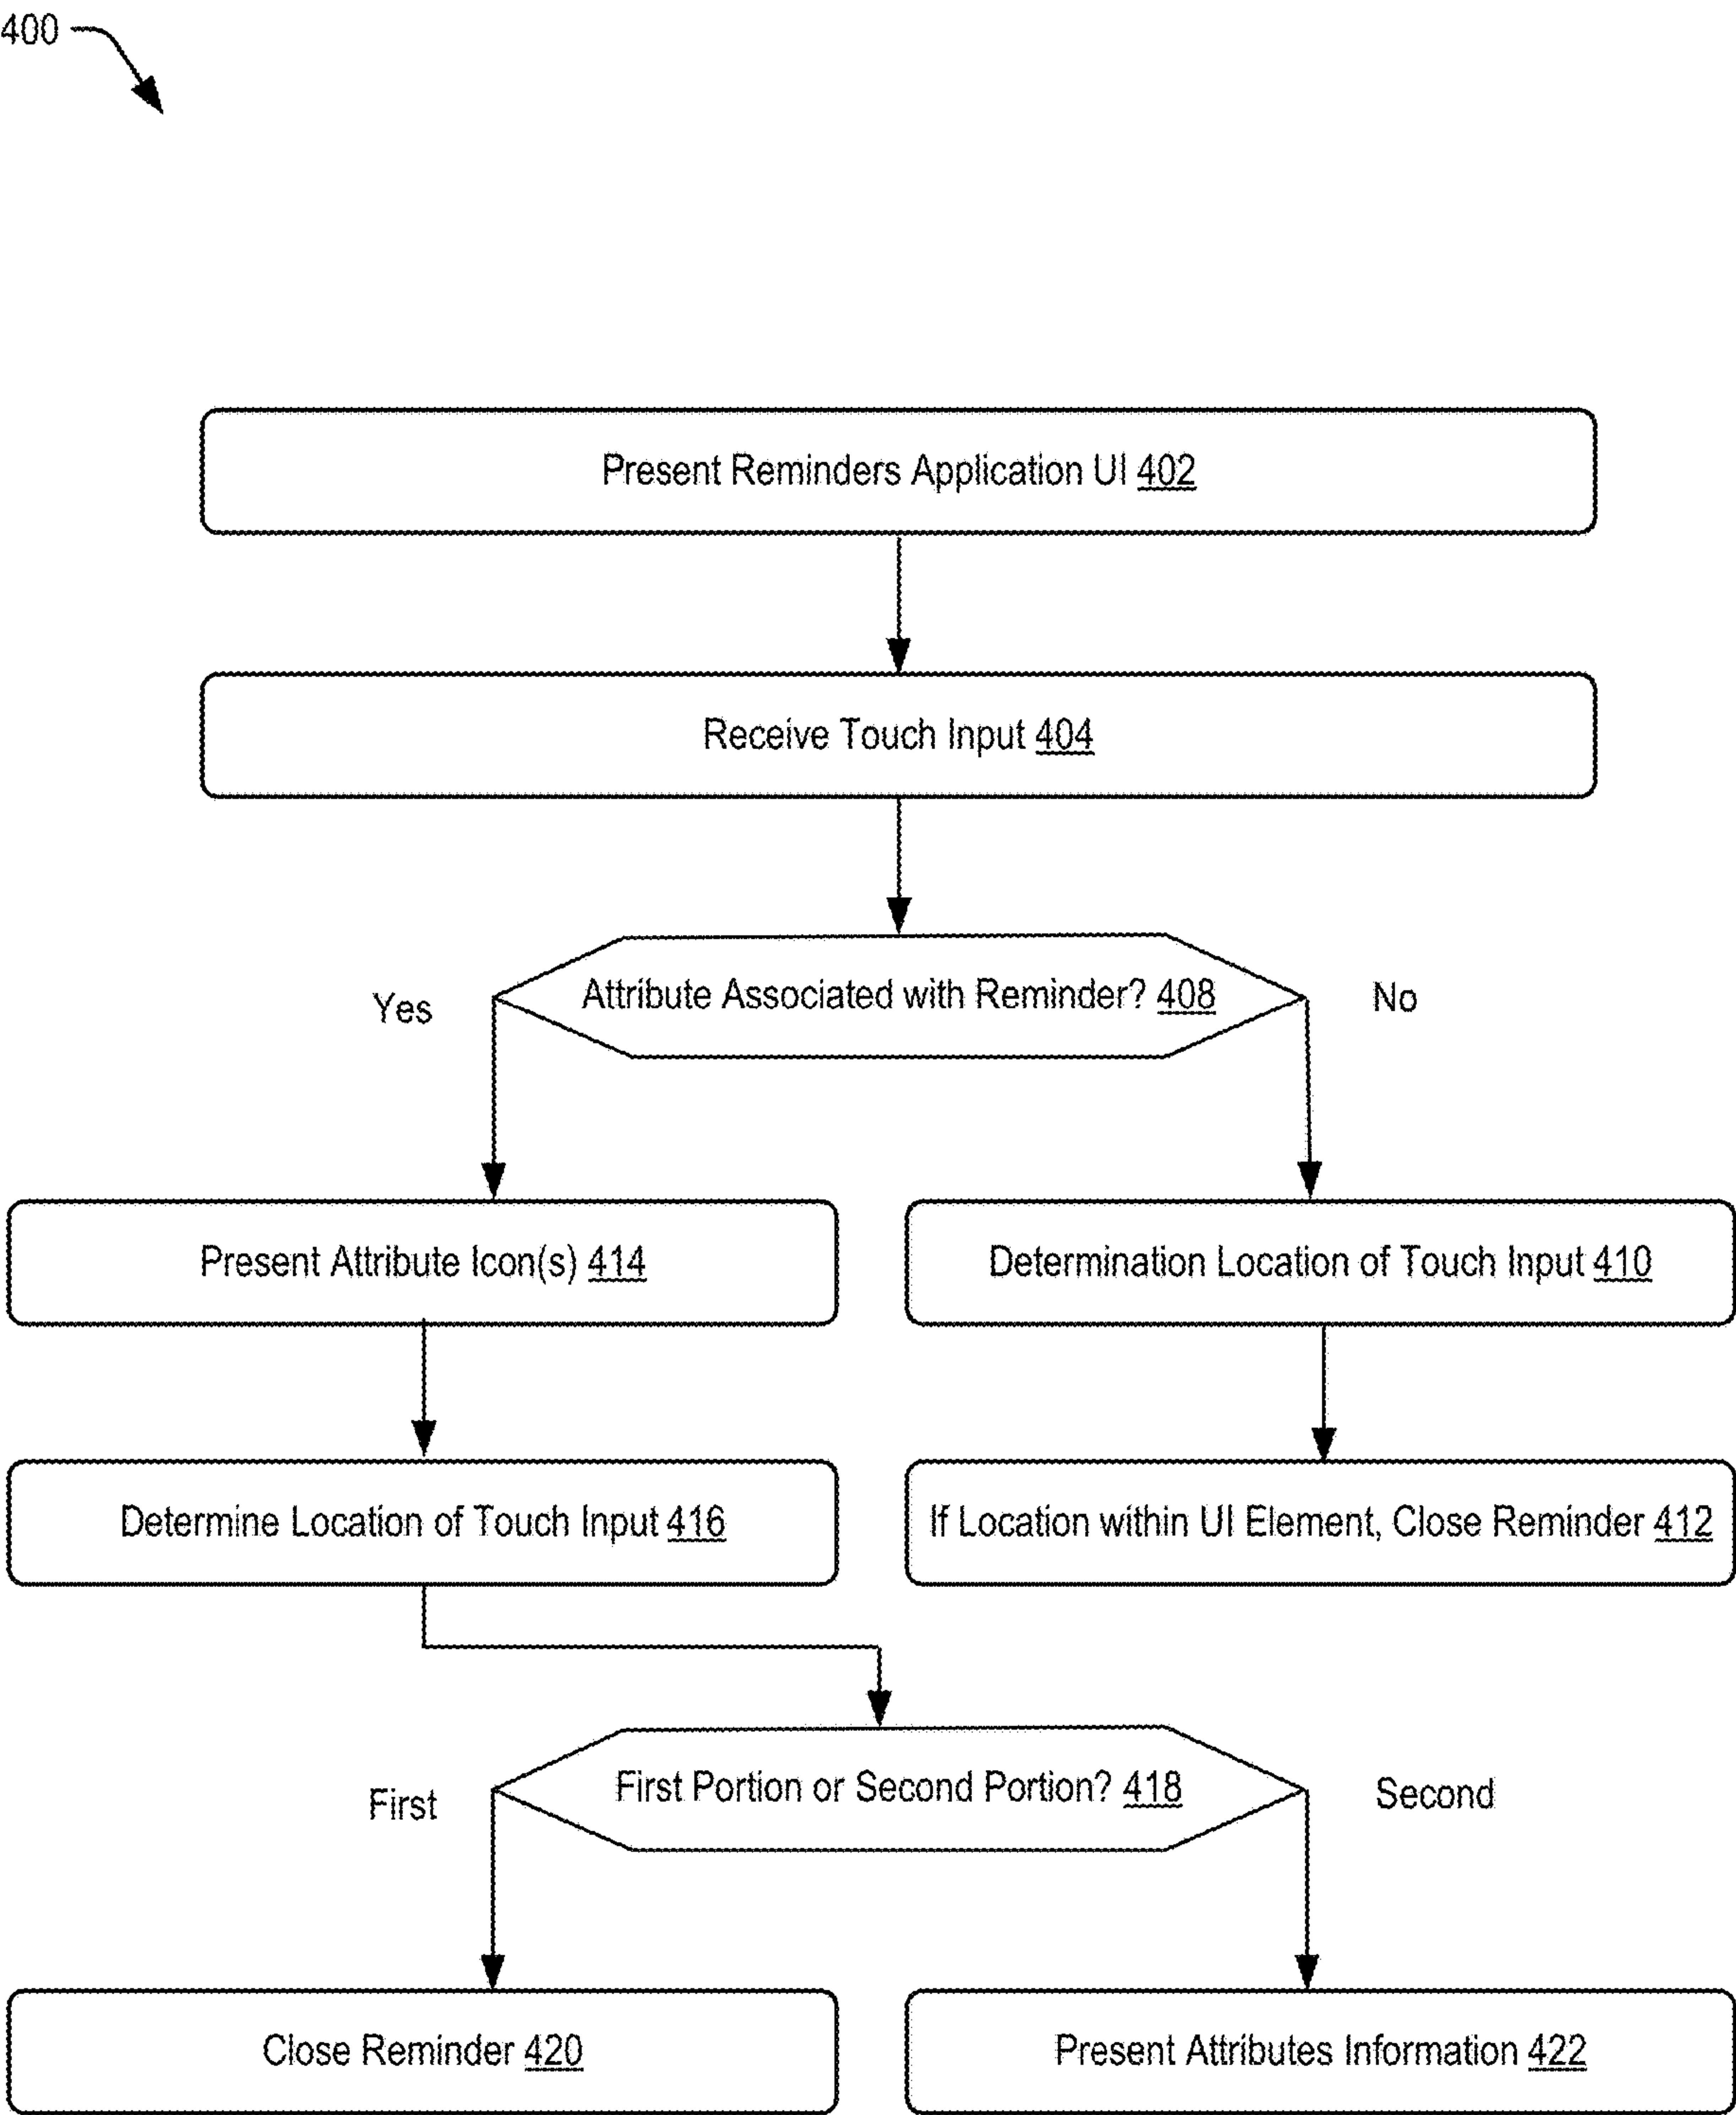 400
Present Reminders Application UI 402
Receive Touch Input 404
Attribute Associated with Reminder? 408
Yes
No
Present Attribute Icon(s) 414
Determination Location of Touch Input 410
Determine Location of Touch Input 416
If Location within UI Element, Close Reminder 412
First Portion or Second Portion? 418
First
Second
Close Reminder 420
Present Attributes Information 422